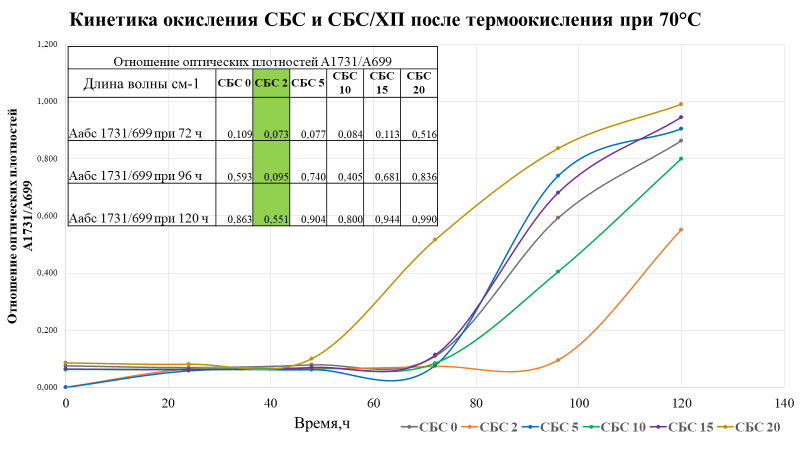 Кинетика окисления СБС и СБС/ХП после термоокисления при 70°С
Отношение оптических плотностей
А1731/А699
1,200
1,000
0,800
0,600
0,400
0,200
0,000
Отношение оптических плотностей А1731/А699
Длина волны см-1 СБС 0 СБС 2 СБС 5 СБС 10 СБС 15 СБС 20
Аабс 1731/699 при 72 ч 0,109 0,073 0,077 0,084 0,113 0,516
Аабс 1731/699 при 96 ч 0,593 0,095 0,740 0,405 0,681 0,836
Аабс 1731/699 при 120 ч 0,863 0,551 0,904 0,800 0,944 0,990
0 20 40 60 80 100 120 140
Время,ч
СБС 0 СБС 2 СБС 5 СБС 10 СБС 15 СБС 20